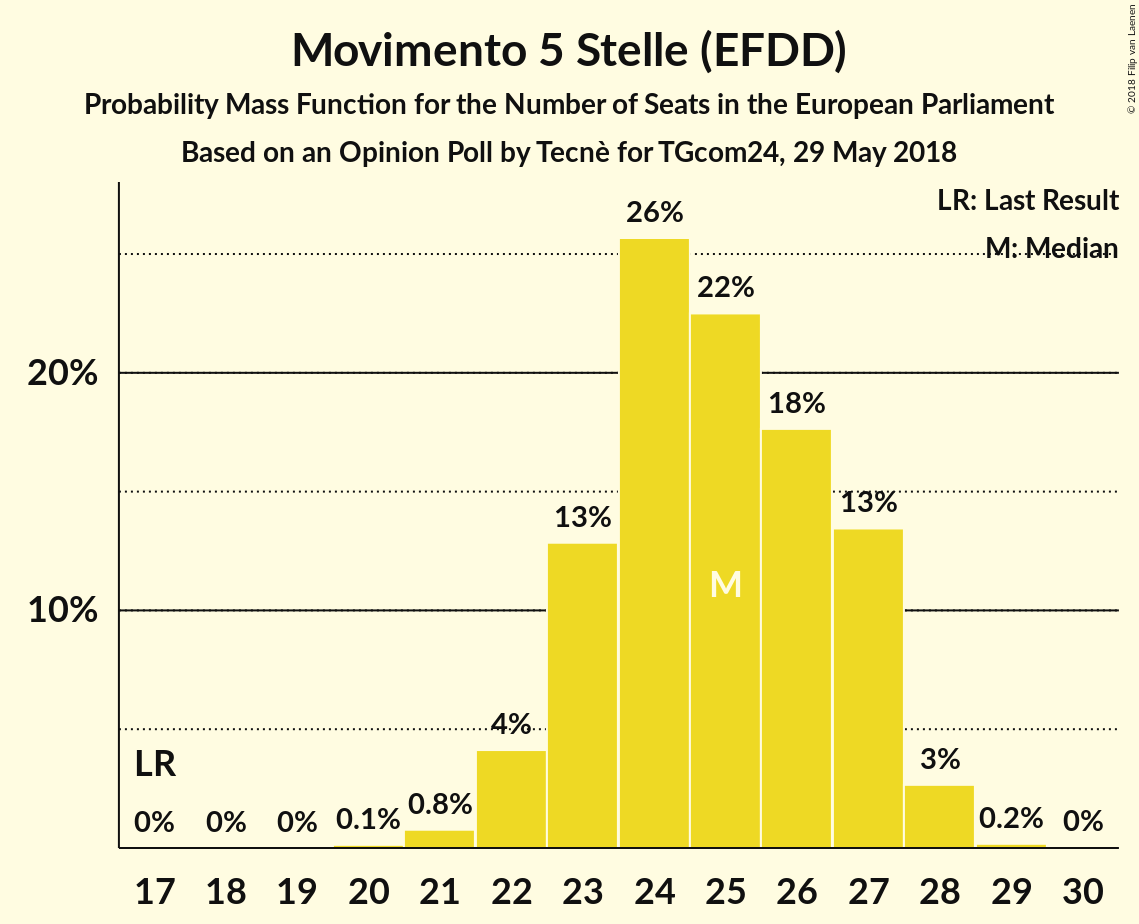 Movimento 5 Stelle (EFDD)
Probability Mass Function for the Number of Seats in the European Parliament
Based on an Opinion Poll by Tecnè for TGcom24, 29 May 2018
© 2018 Filip van Laenen
LR: Last Result
M: Median
26%
22%
20%
18%
13%
13%
M
10%
4%
LR
3%
0% 0% 0% 0.1% 0.8% 0.2% 0%
17 18 19 20 21 22 23 24 25 26 27 28 29 30